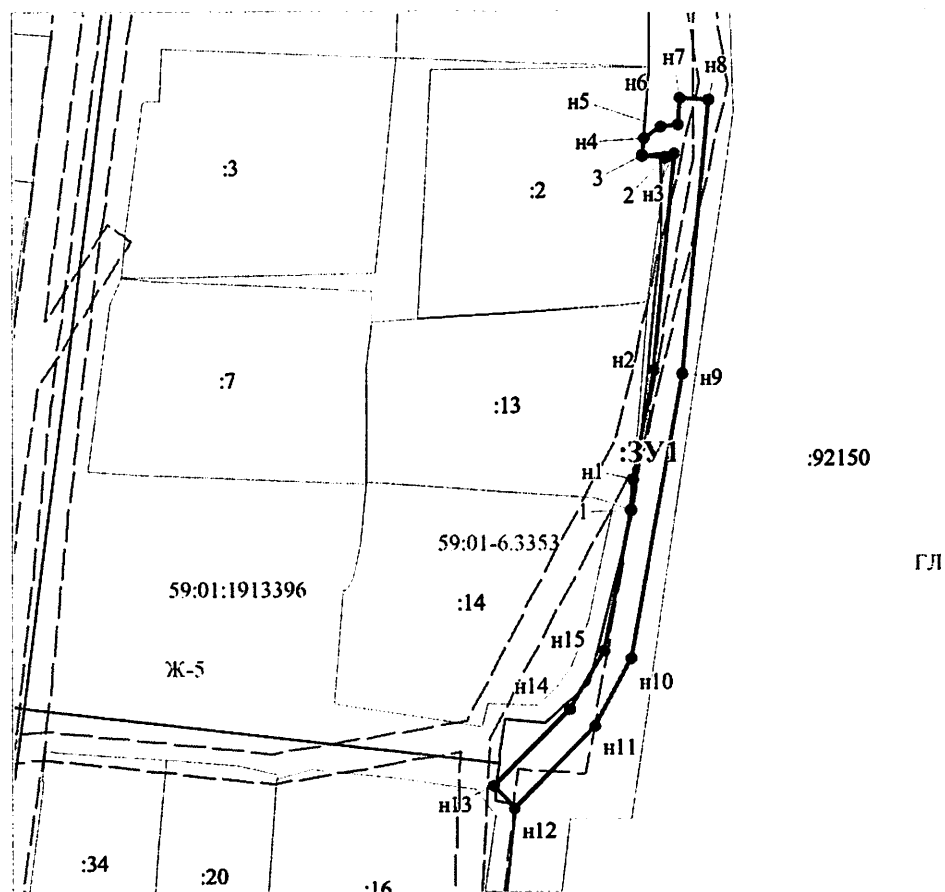 н7
н8
н6
н5
н4
3
2
н3
:3
:2
н2
н9
:7
:13
:ЗУ1
н1
1
:92150
59:01-6.3353
ГЛ
59:01:1913396
:14
н15
Ж-5
н10
н14
н11
н13
н12
:34
:20
:16